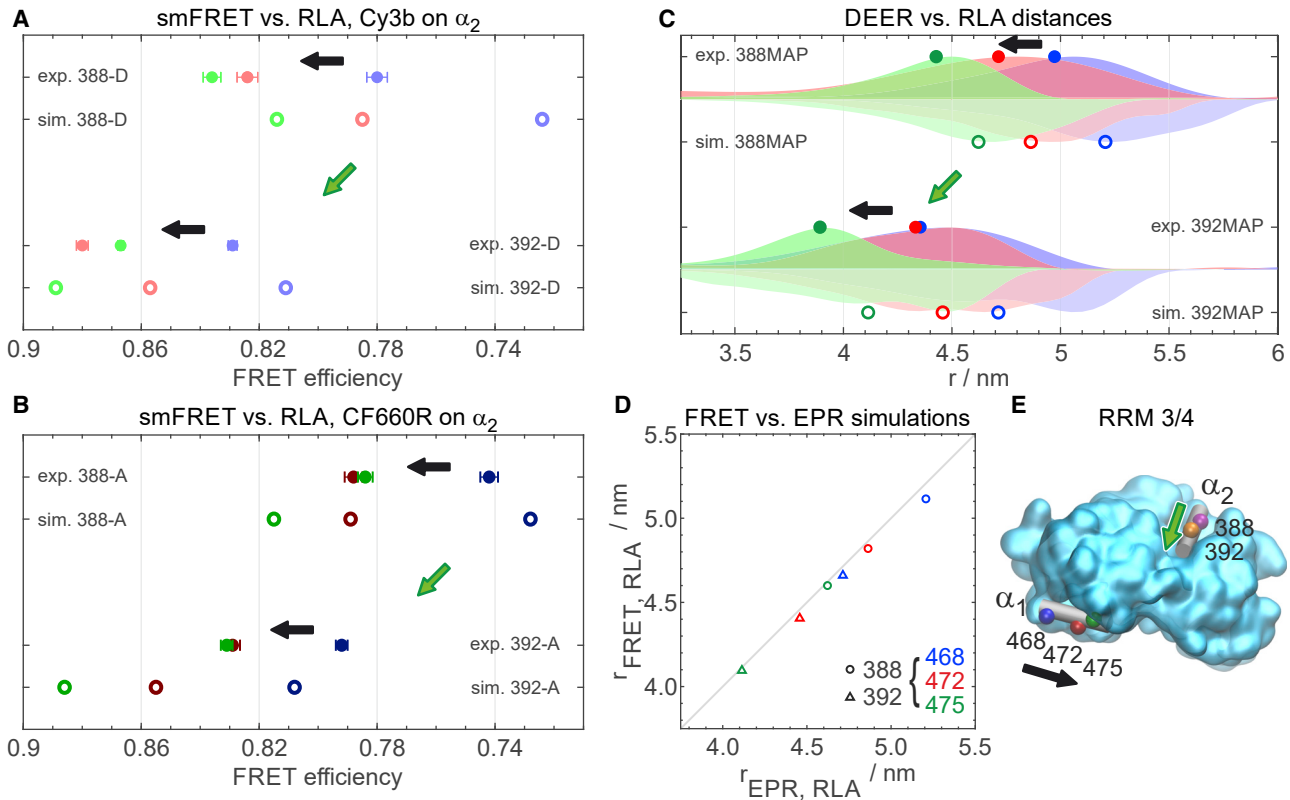 A
smFRET vs. RLA, Cy3b on α2
exp. 388-D
sim. 388-D
exp. 392-D
sim. 392-D
0.9 0.86 0.82 0.78 0.74
FRET efficiency
B
smFRET vs. RLA, CF660R on α2
exp. 388-A
sim. 388-A
exp. 392-A
sim. 392-A
0.9 0.86 0.82 0.78 0.74
FRET efficiency
C
DEER vs. RLA distances
exp. 388MAP
sim. 388MAP
exp. 392MAP
sim. 392MAP
3.5 4 4.5 5 5.5 6
r / nm
D
FRET vs. EPR simulations
rFRET, RLA / nm
5.5
5.0
4.5
4.0
388
392
{
468
472
475
4.0 4.5 5.0 5.5
rEPR, RLA / nm
E
RRM 3/4
α2
388
392
α1
468
472
475